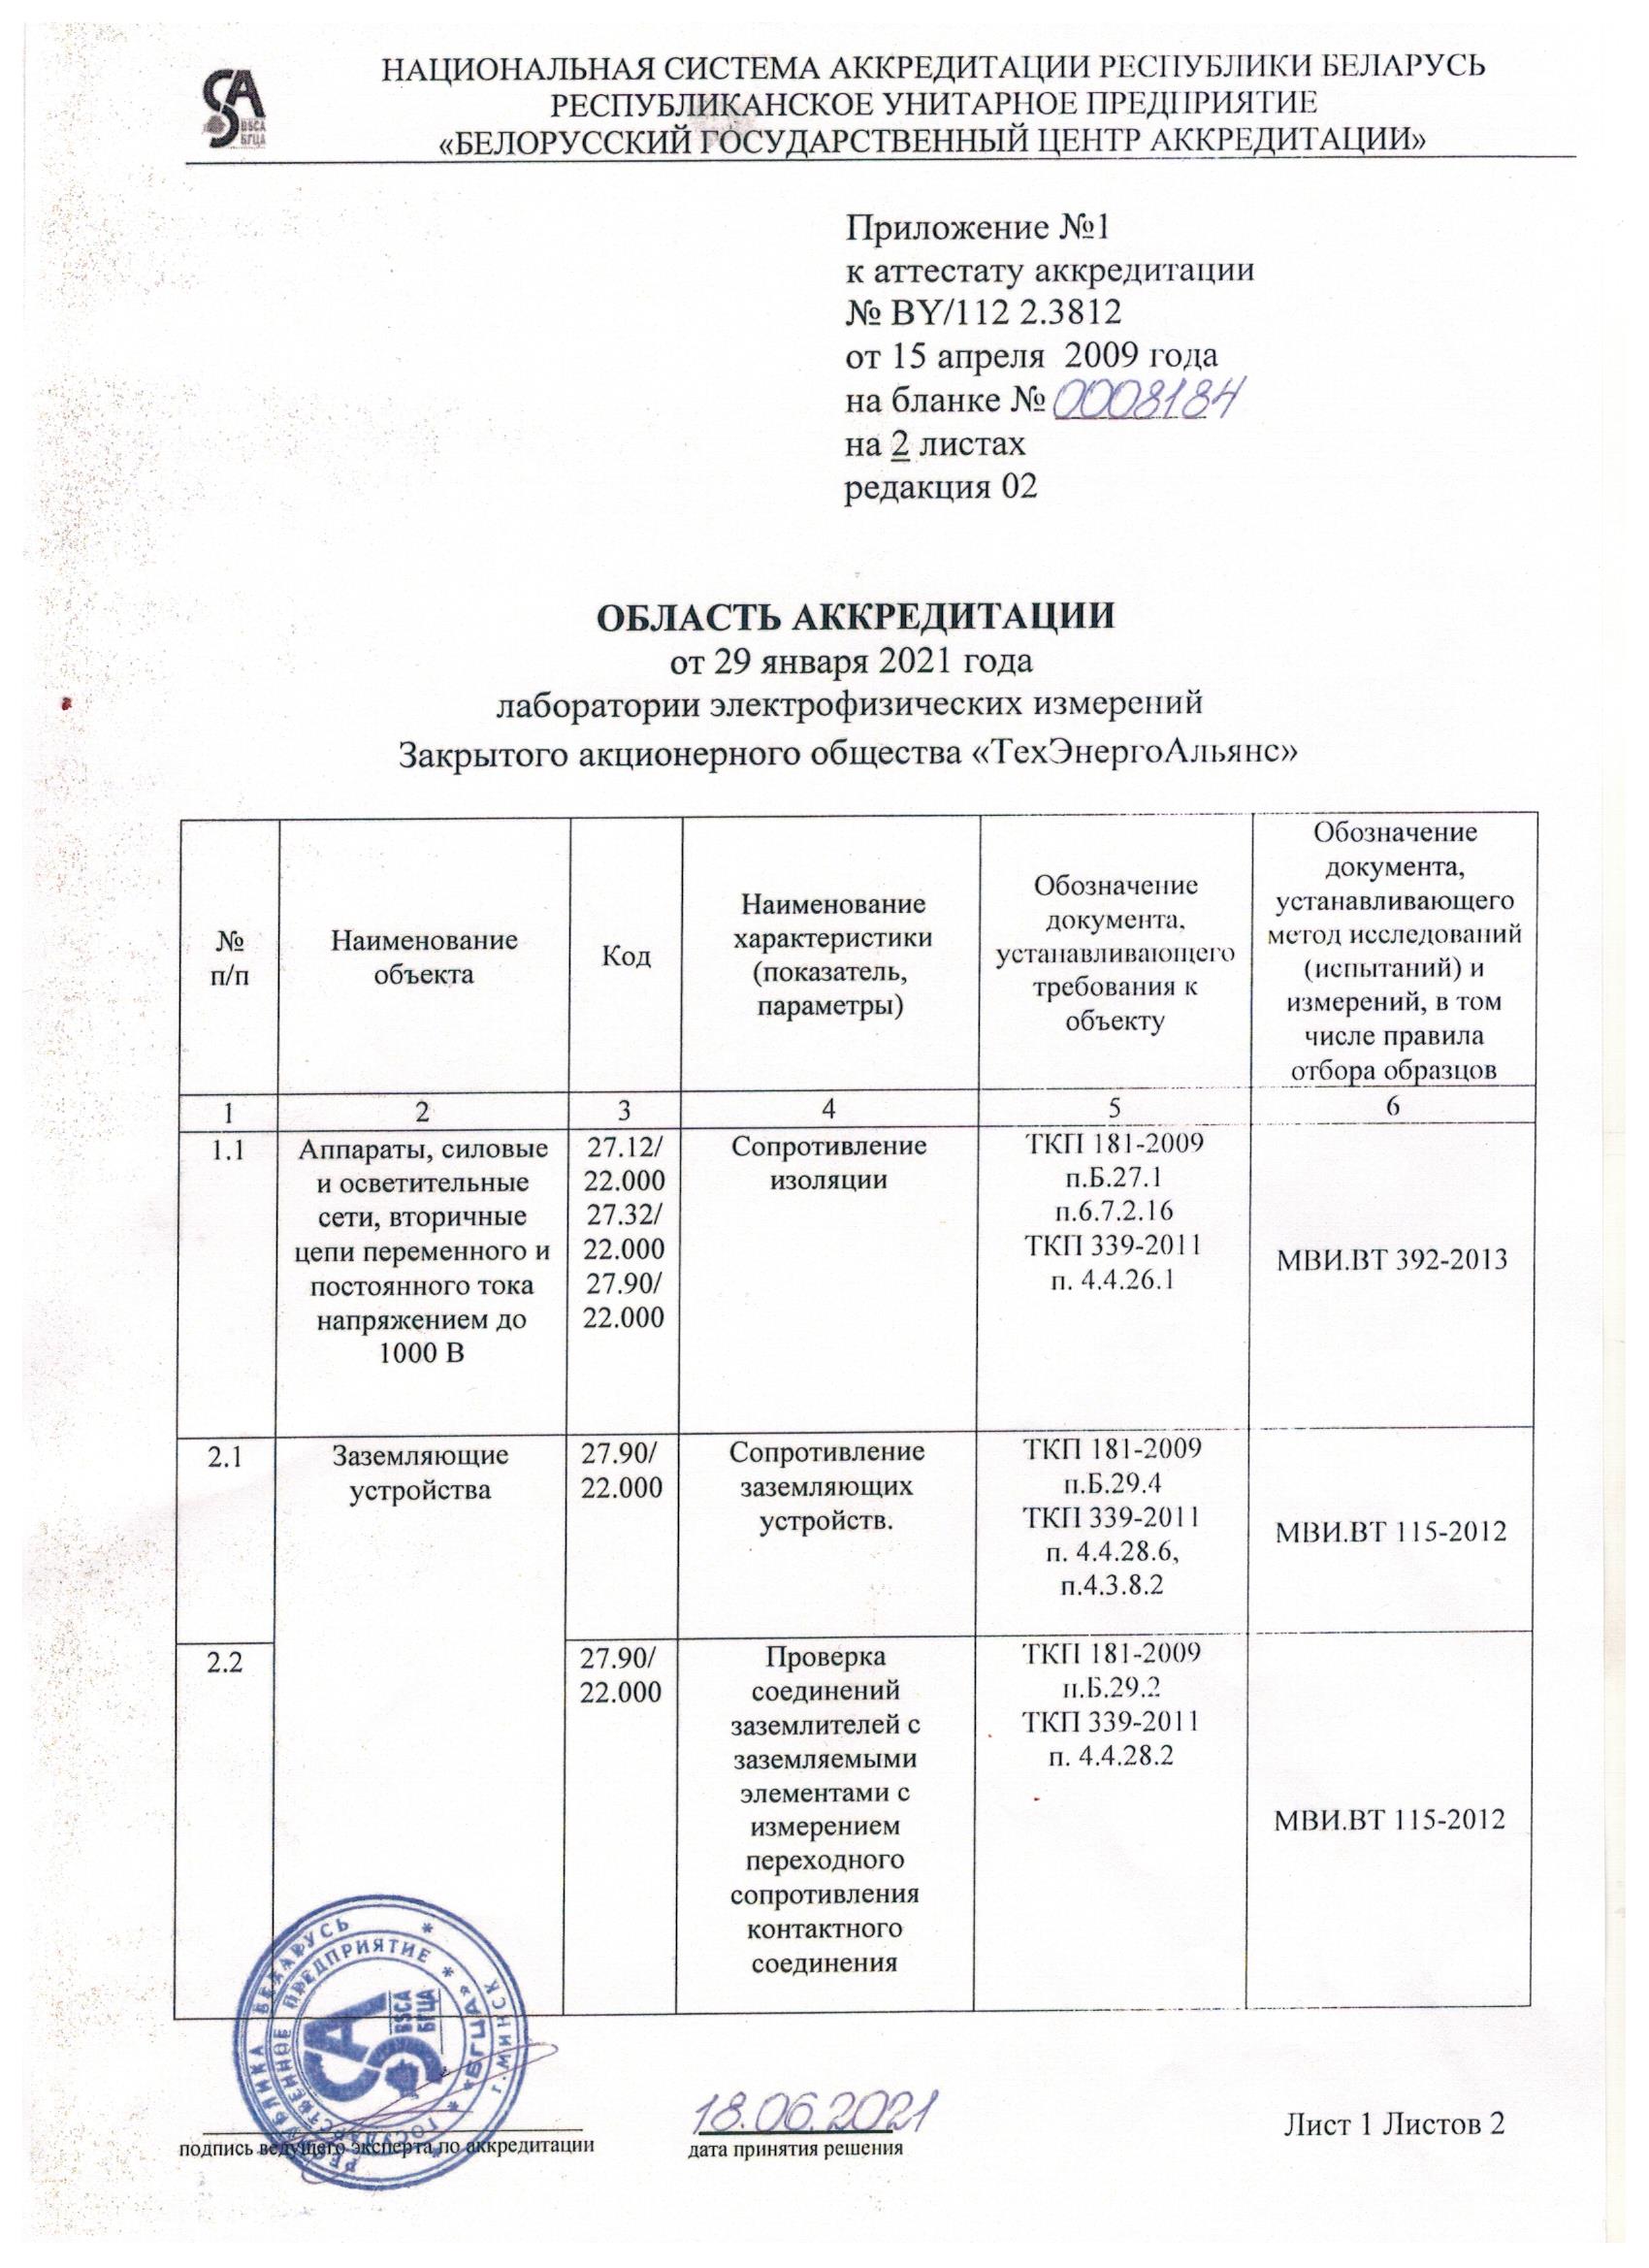 НАЦИОНАЛЬНАЯ СИСТЕМА АККРЕДИТАЦИИ РЕСПУБЛИКИ БЕЛАРУСЬ
РЕСПУБЛИКАНСКОЕ УНИТАРНОЕ ПРЕДПРИЯТИЕ
«БЕЛОРУССКИЙ ГОСУДАРСТВЕННЫЙ ЦЕНТР АККРЕДИТАЦИИ»
BSCA
БГЦА
Приложение №1
к аттестату аккредитации
№ BY/112 2.3812
от 15 апреля 2009 года
на бланке № 0008184
на 2 листах
редакция 02
ОБЛАСТЬ АККРЕДИТАЦИИ
от 29 января 2021 года
лаборатории электрофизических измерений
Закрытого акционерного общества «ТехЭнергоАльянс»
№
п/п
Наименование
объекта
Код
Наименование
характеристики
(показатель,
параметры)
Обозначение
документа,
устанавливающего
требования к
объекту
Обозначение
документа,
устанавливающего
метод исследований
(испытаний) и
измерений, в том
числе правила
отбора образцов
1 2 3 4 5 6
1.1
Аппараты, силовые
и осветительные
сети, вторичные
цепи переменного и
постоянного тока
напряжением до
1000 В
27.12/
22.000
27.32/
22.000
27.90/
22.000
Сопротивление
изоляции
ТКП 181-2009
п.Б.27.1
п.6.7.2.16
ТКП 339-2011
п. 4.4.26.1
МВИ.ВТ 392-2013
2.1
Заземляющие
устройства
27.90/
22.000
Сопротивление
заземляющих
устройств.
ТКП 181-2009
п.Б.29.4
ТКП 339-2011
п. 4.4.28.6,
п.4.3.8.2
МВИ.ВТ 115-2012
2.2
27.90/
22.000
Проверка
соединений
заземлителей с
заземляемыми
элементами с
измерением
переходного
сопротивления
контактного
соединения
ТКП 181-2009
п.Б.29.2
ТКП 339-2011
п. 4.4.28.2
МВИ.ВТ 115-2012
BSCA
БГЦА
18.06.2021
подпись ведущего эксперта по аккредитации
дата принятия решения
Лист 1 Листов 2